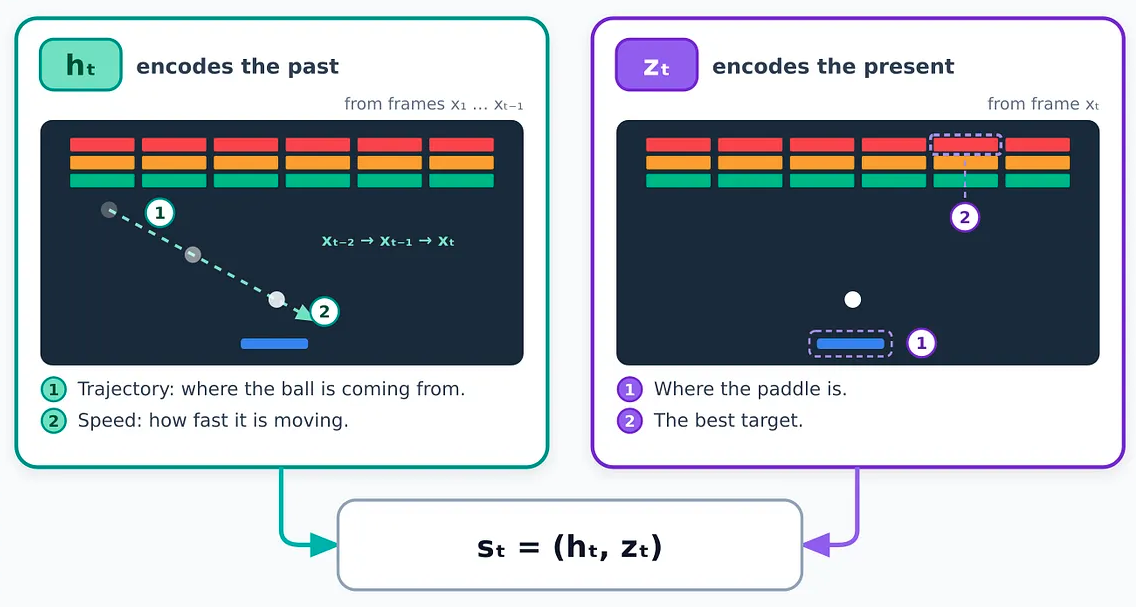 hₜ encodes the past
from frames x₁ ... xₜ₋₁
1
xₜ₋₂ → xₜ₋₁ → xₜ
2
1 Trajectory: where the ball is coming from.
2 Speed: how fast it is moving.
zₜ encodes the present
from frame xₜ
2
1
1 Where the paddle is.
2 The best target.
sₜ = (hₜ, zₜ)